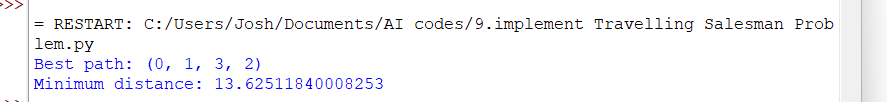 >>>
= RESTART: C:/Users/Josh/Documents/AI codes/9.implement Travelling Salesman Prob
lem.py
Best path: (0, 1, 3, 2)
Minimum distance: 13.62511840008253
>>>